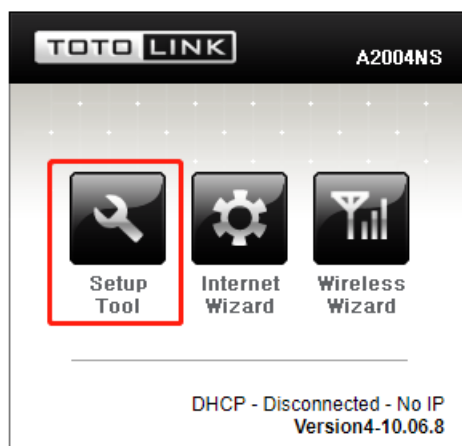 TOTO LINK
A2004NS
Setup Internet Wireless
Tool Wizard Wizard
DHCP - Disconnected - No IP
Version4-10.06.8